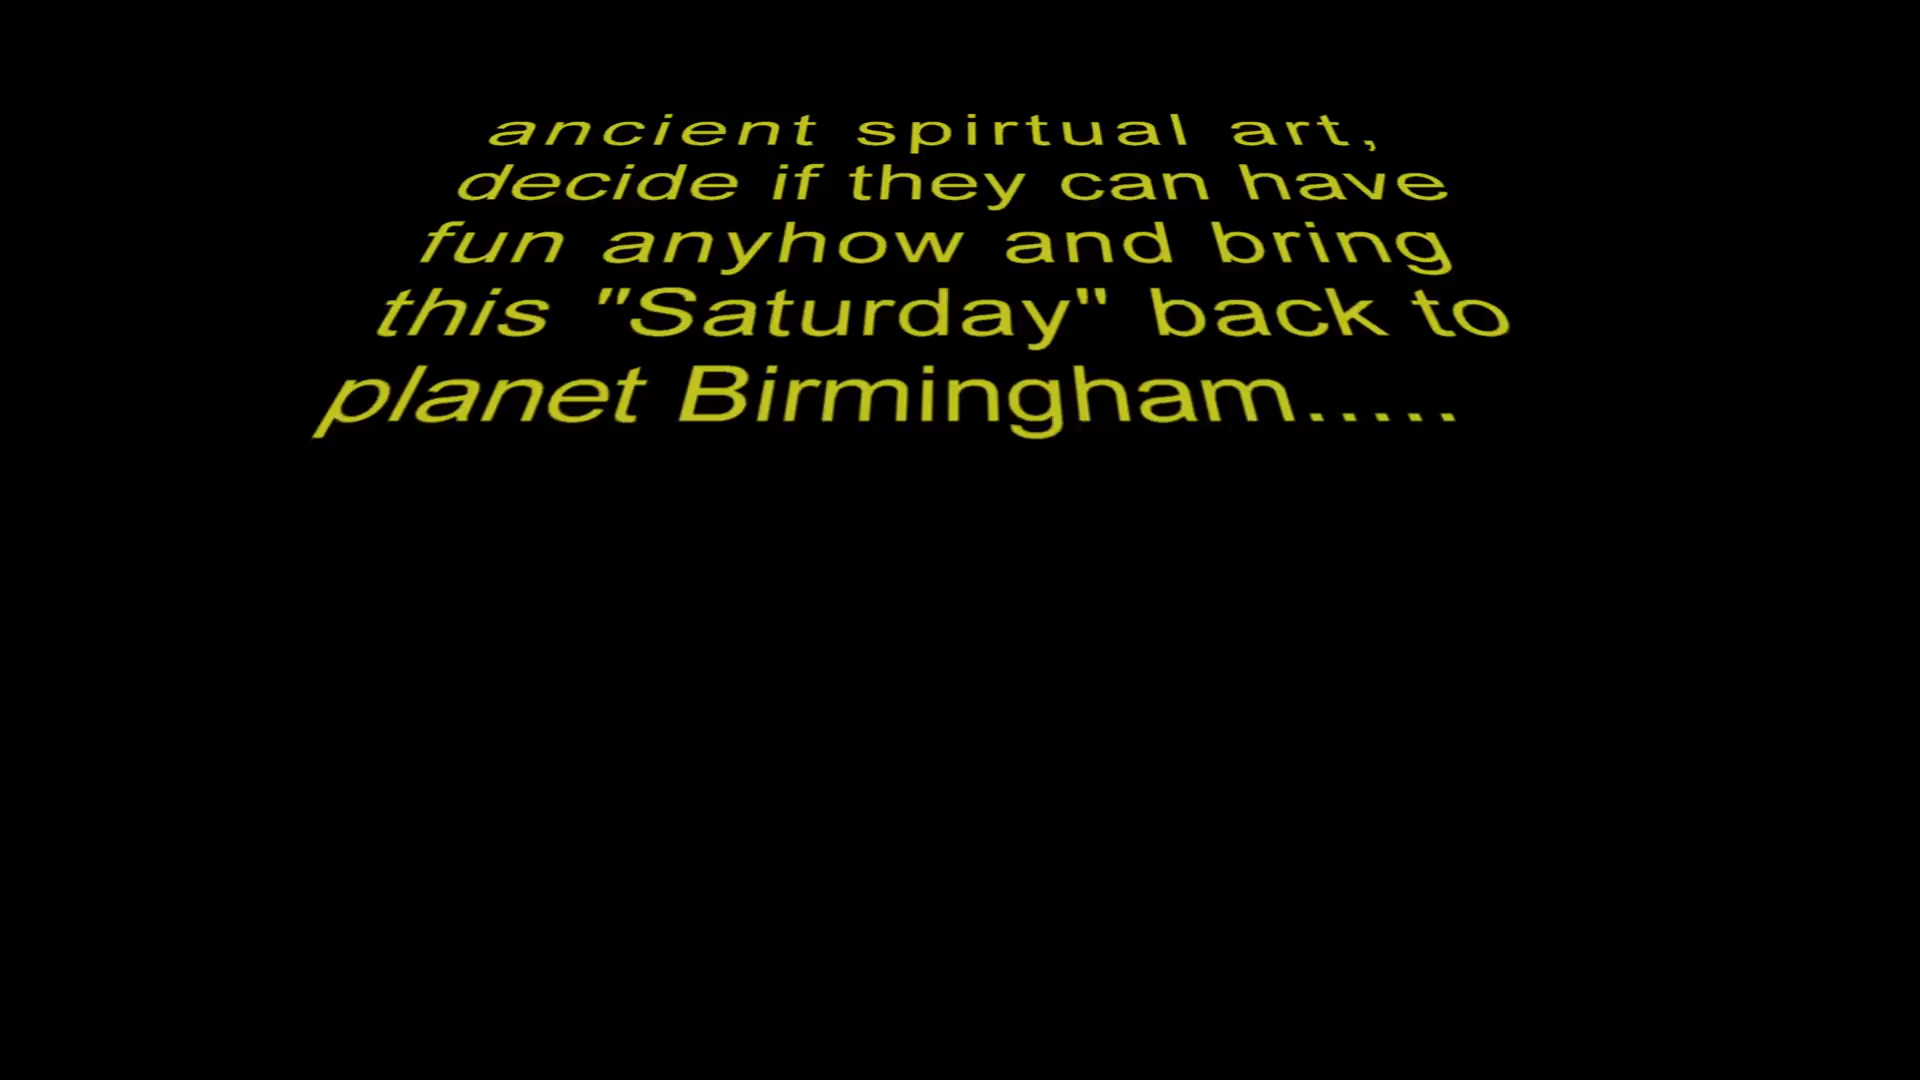 ancient spirtual art,
decide if they can have
fun anyhow and bring
this "Saturday" back to
planet Birmingham.....